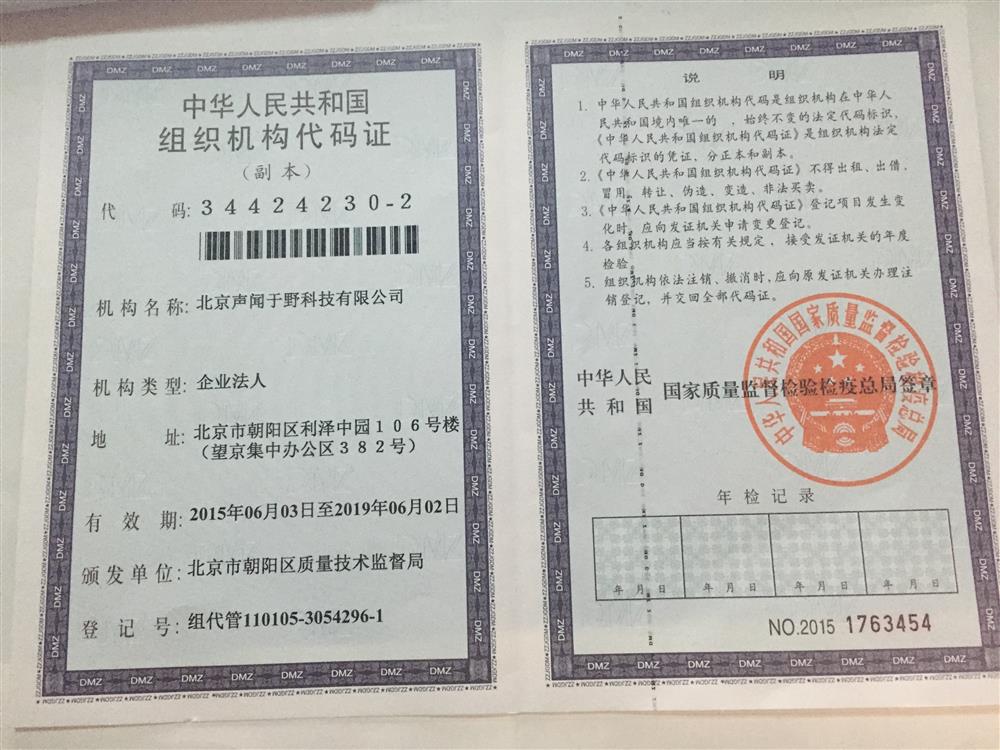 中华人民共和国
组织机构代码证
（副本）
代 码: 34424230-2
机构名称: 北京声闻于野科技有限公司
机构类型: 企业法人
地 址: 北京市朝阳区利泽中园106号楼
（望京集中办公区382号）
有 效 期: 2015年06月03日至2019年06月02日
颁发单位: 北京市朝阳区质量技术监督局
登 记 号: 组代管110105-3054296-1
说 明
1. 中华人民共和国组织机构代码是组织机构在中华人
民共和国境内唯一的 ，始终不变的法定代码标识，
《中华人民共和国组织机构代码证》是组织机构法定
代码标识的凭证，分正本和副本。
2.《中华人民共和国组织机构代码证》不得出租、出借、
冒用、转让、伪造、变造、非法买卖。
3.《中华人民共和国组织机构代码证》登记项目发生变
化时，应向发证机关申请变更登记。
4. 各组织机构应当按有关规定，接受发证机关的年度
检验。
5. 组织机构依法注销、撤消时，应向原发证机关办理注
销登记，并交回全部代码证。
中华人民
共和国 国家质量监督检验检疫总局签章
中华人民共和国国家质量监督检验检疫总局
年检记录
年 月 日 年 月 日 年 月 日 年 月 日
NO.2015 1763454